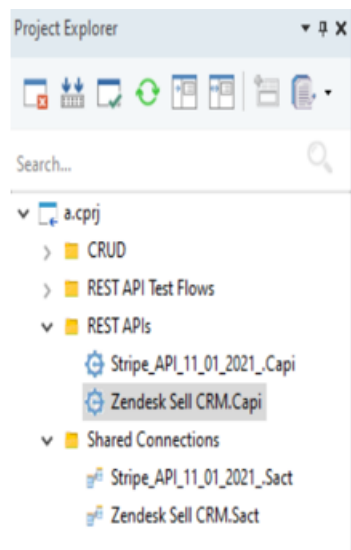 Project Explorer
Search...
a.cprj
CRUD
REST API Test Flows
REST APIs
Stripe_API_11_01_2021_.Capi
Zendesk Sell CRM.Capi
Shared Connections
Stripe_API_11_01_2021_.Sact
Zendesk Sell CRM.Sact